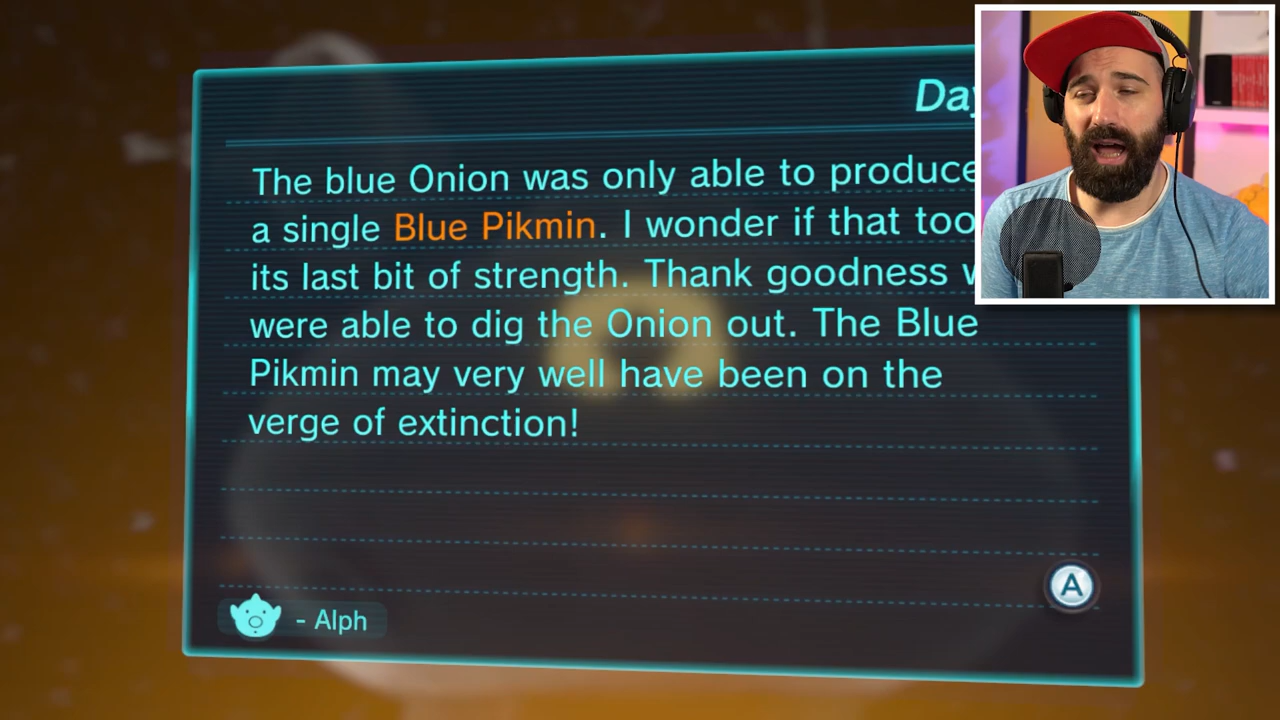 Day
The blue Onion was only able to produce
a single Blue Pikmin. I wonder if that
its last bit of strength. Thank goodness
were able to dig the Onion out. The Blue
Pikmin may very well have been on the
verge of extinction!
A
- Alph